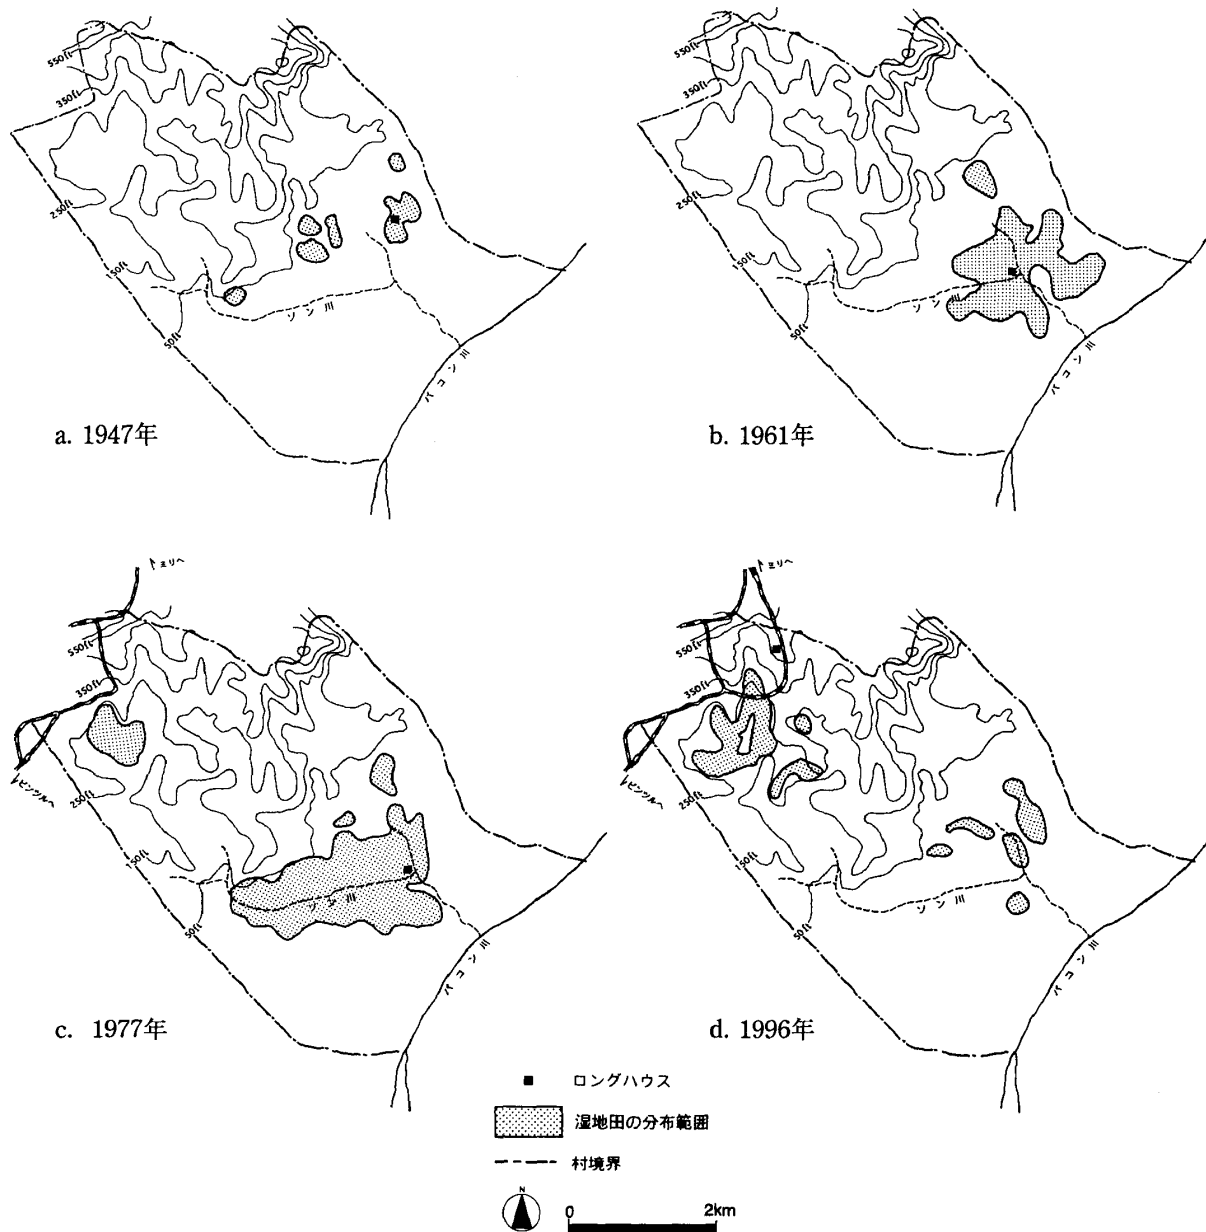 550ft
350ft
250ft
150ft
50ft
ソン川
バコン川
a. 1947年
550ft
350ft
250ft
150ft
50ft
ソン川
バコン川
b. 1961年
ミリへ
550ft
350ft
ビンツルへ
250ft
150ft
50ft
ソン川
バコン川
c. 1977年
ミリへ
550ft
350ft
ビンツルへ
250ft
150ft
50ft
ソン川
バコン川
d. 1996年
ロングハウス
湿地田の分布範囲
村境界
N
0 2km